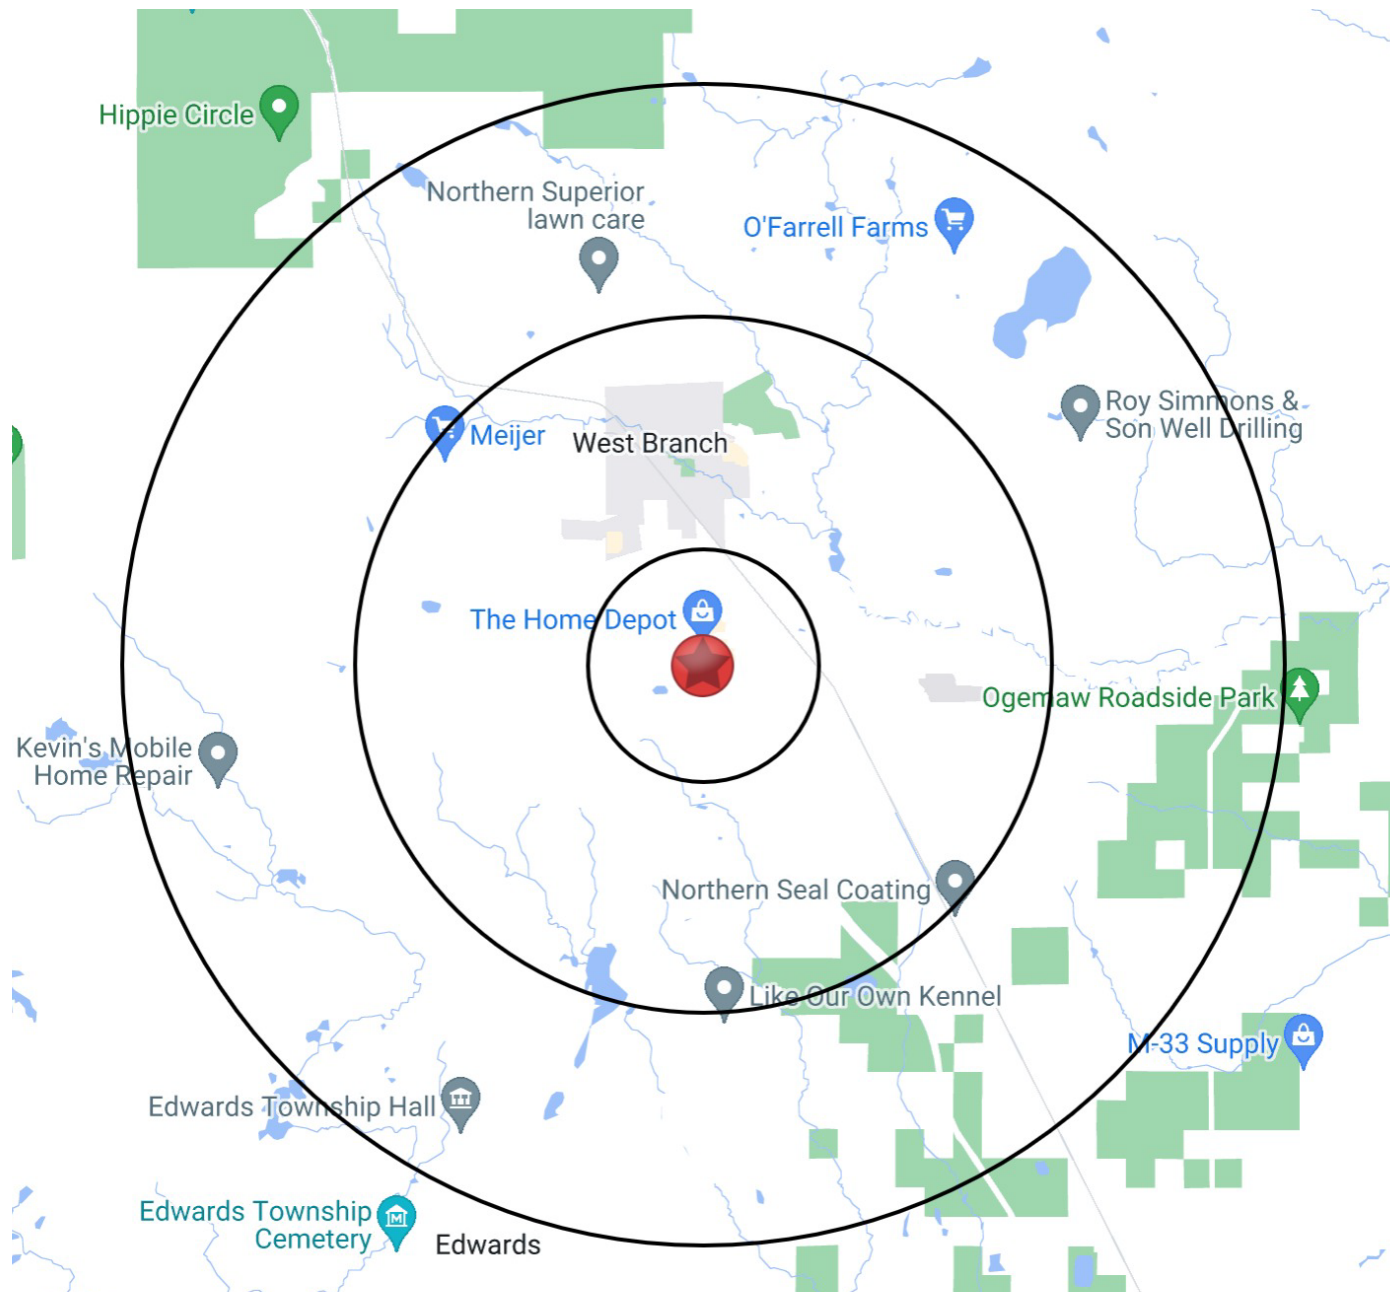 Hippie Circle
Northern Superior
lawn care
O'Farrell Farms
Roy Simmons &
Son Well Drilling
Meijer
West Branch
The Home Depot
Ogemaw Roadside Park
Kevin's Mobile
Home Repair
Northern Seal Coating
Like Our Own Kennel
M-33 Supply
Edwards Township Hall
Edwards Township
Cemetery
M
Edwards